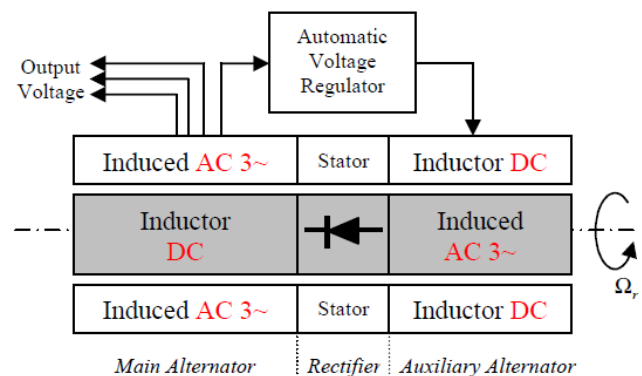 Automatic
Voltage
Regulator
Output
Voltage
Induced AC 3~
Stator
Inductor DC
Inductor
DC
Induced
AC 3~
Ωr
Induced AC 3~
Stator
Inductor DC
Main Alternator
Rectifier
Auxiliary Alternator